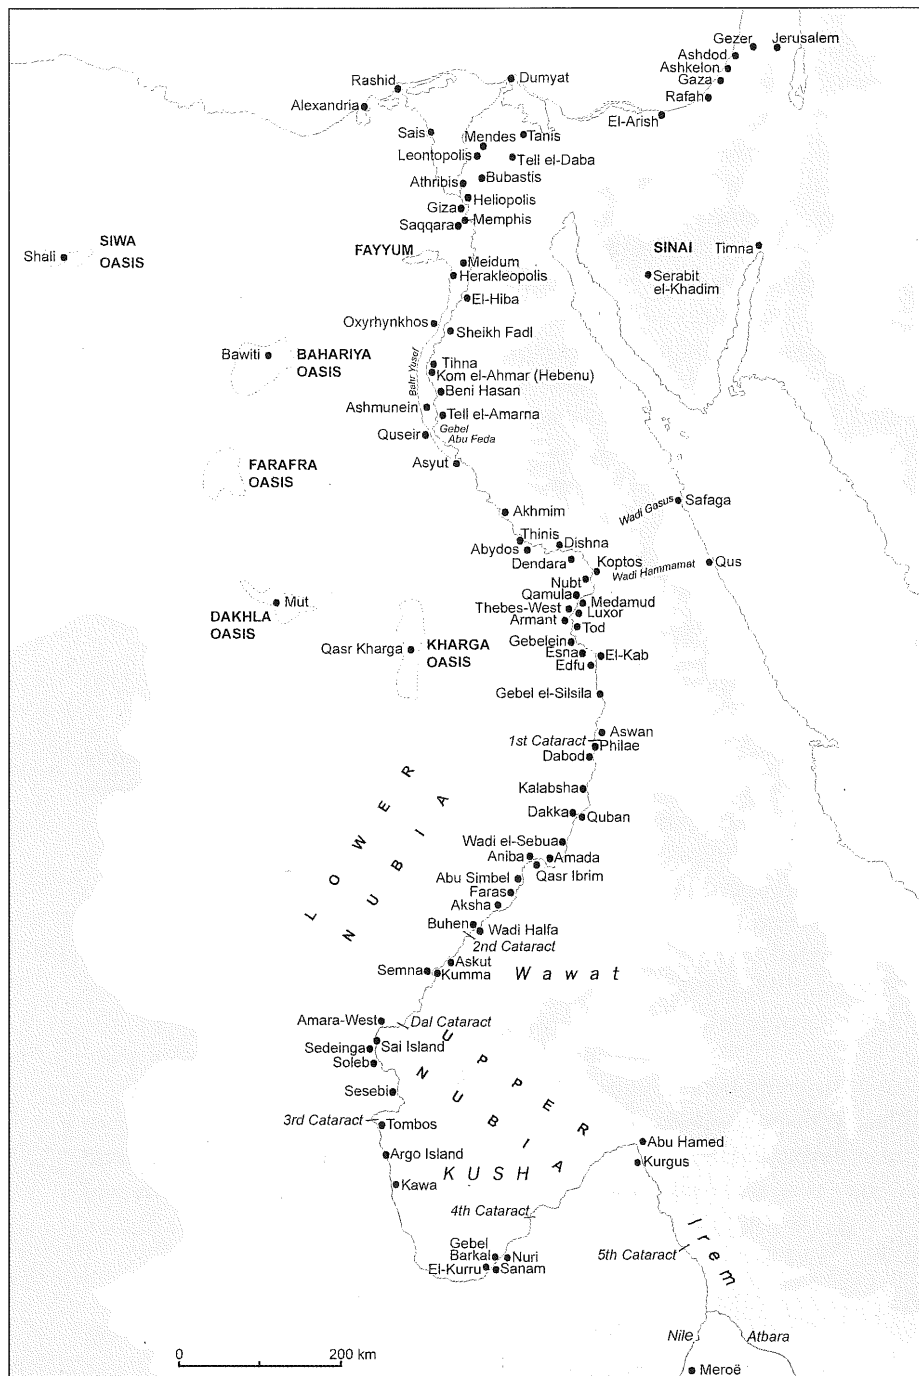 Gezer
Jerusalem
Ashdod
Ashkelon
Gaza
Rafah
El-Arish
Rashid
Dumyat
Alexandria
Sais
Mendes
Tanis
Leontopolis
Tell el-Daba
Bubastis
Athribis
Heliopolis
Giza
Memphis
Saqqara
SIWA
OASIS
Shali
FAYYUM
SINAI
Timna
Meidum
Herakleopolis
Serabit
el-Khadim
El-Hiba
Oxyrhynkhos
Sheikh Fadl
Bawiti
BAHARIYA
OASIS
Bahr Yusef
Tihna
Kom el-Ahmar (Hebenu)
Beni Hasan
Ashmunein
Tell el-Amarna
Gebel
Abu Feda
Quseir
Asyut
FARAFRA
OASIS
Wadi Gasus
Safaga
Akhmim
Thinis
Dishna
Abydos
Dendara
Koptos
Wadi Hammamat
Qus
Nubt
Qamula
Mut
DAKHLA
OASIS
Medamud
Thebes-West
Luxor
Armant
Tod
Qasr Kharga
KHARGA
OASIS
Gebelein
Esna
El-Kab
Edfu
Gebel el-Silsila
Aswan
1st Cataract
Philae
Dabod
Kalabsha
LOWER
NUBIA
Dakka
Quban
Wadi el-Sebua
Aniba
Amada
Qasr Ibrim
Abu Simbel
Faras
Aksha
Buhen
Wadi Halfa
2nd Cataract
Askut
Semna
Kumma
Wawat
Amara-West
Dal Cataract
Sai Island
Sedeinga
Soleb
UPPER
NUBIA
Sesebi
3rd Cataract
Tombos
Argo Island
KUSH
Kawa
Abu Hamed
Kurgus
4th Cataract
Irem
5th Cataract
Gebel
Barkal
Nuri
El-Kurru
Sanam
Nile
Atbara
Meroë
0
200 km